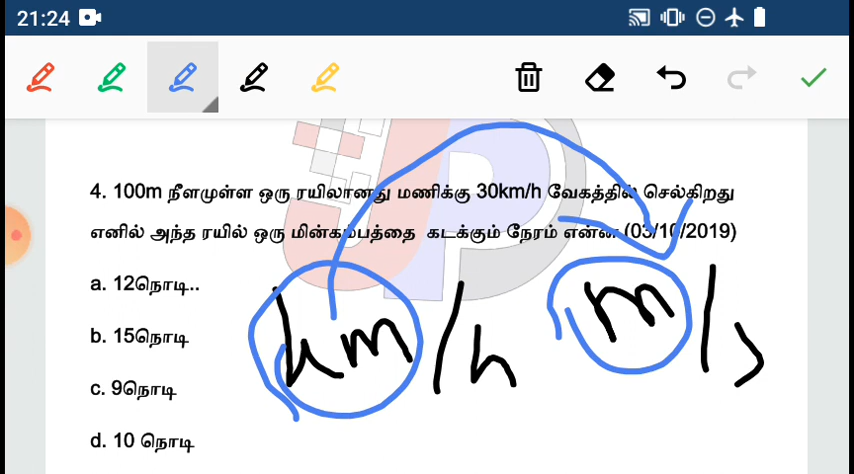 21:24
4. 100m நீளமுள்ள ஒரு ரயிலானது மணிக்கு 30km/h வேகத்தில் செல்கிறது
எனில் அந்த ரயில் ஒரு மின்கம்பத்தை கடக்கும் நேரம் என்ன (03/10/2019)
a. 12நொடி..
b. 15நொடி
c. 9நொடி
d. 10 நொடி
km/h m/s